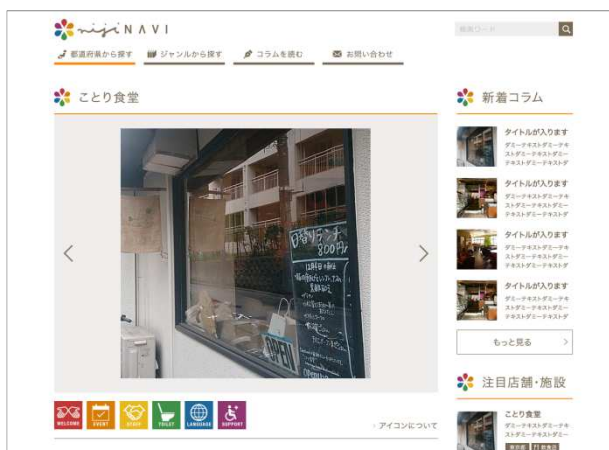 niji NAVI
検索ワード
都道府県から探す
ジャンルから探す
コラムを読む
お問い合わせ
ことり食堂
日替りランチ
800円
OPEN
WELCOME
EVENT
STAFF
TOILET
LANGUAGE
SUPPORT
アイコンについて
新着コラム
タイトルが入ります
ダミーテキストダミーテキ
ストダミーテキストダミー
テキストダミーテキストダ
タイトルが入ります
ダミーテキストダミーテキ
ストダミーテキストダミー
テキストダミーテキストダ
タイトルが入ります
ダミーテキストダミーテキ
ストダミーテキストダミー
テキストダミーテキストダ
タイトルが入ります
ダミーテキストダミーテキ
ストダミーテキストダミー
テキストダミーテキストダ
もっと見る
注目店舗・施設
ことり食堂
ダミーテキストダミーテキ
ストダミーテキストダミー
東京都
飲食店